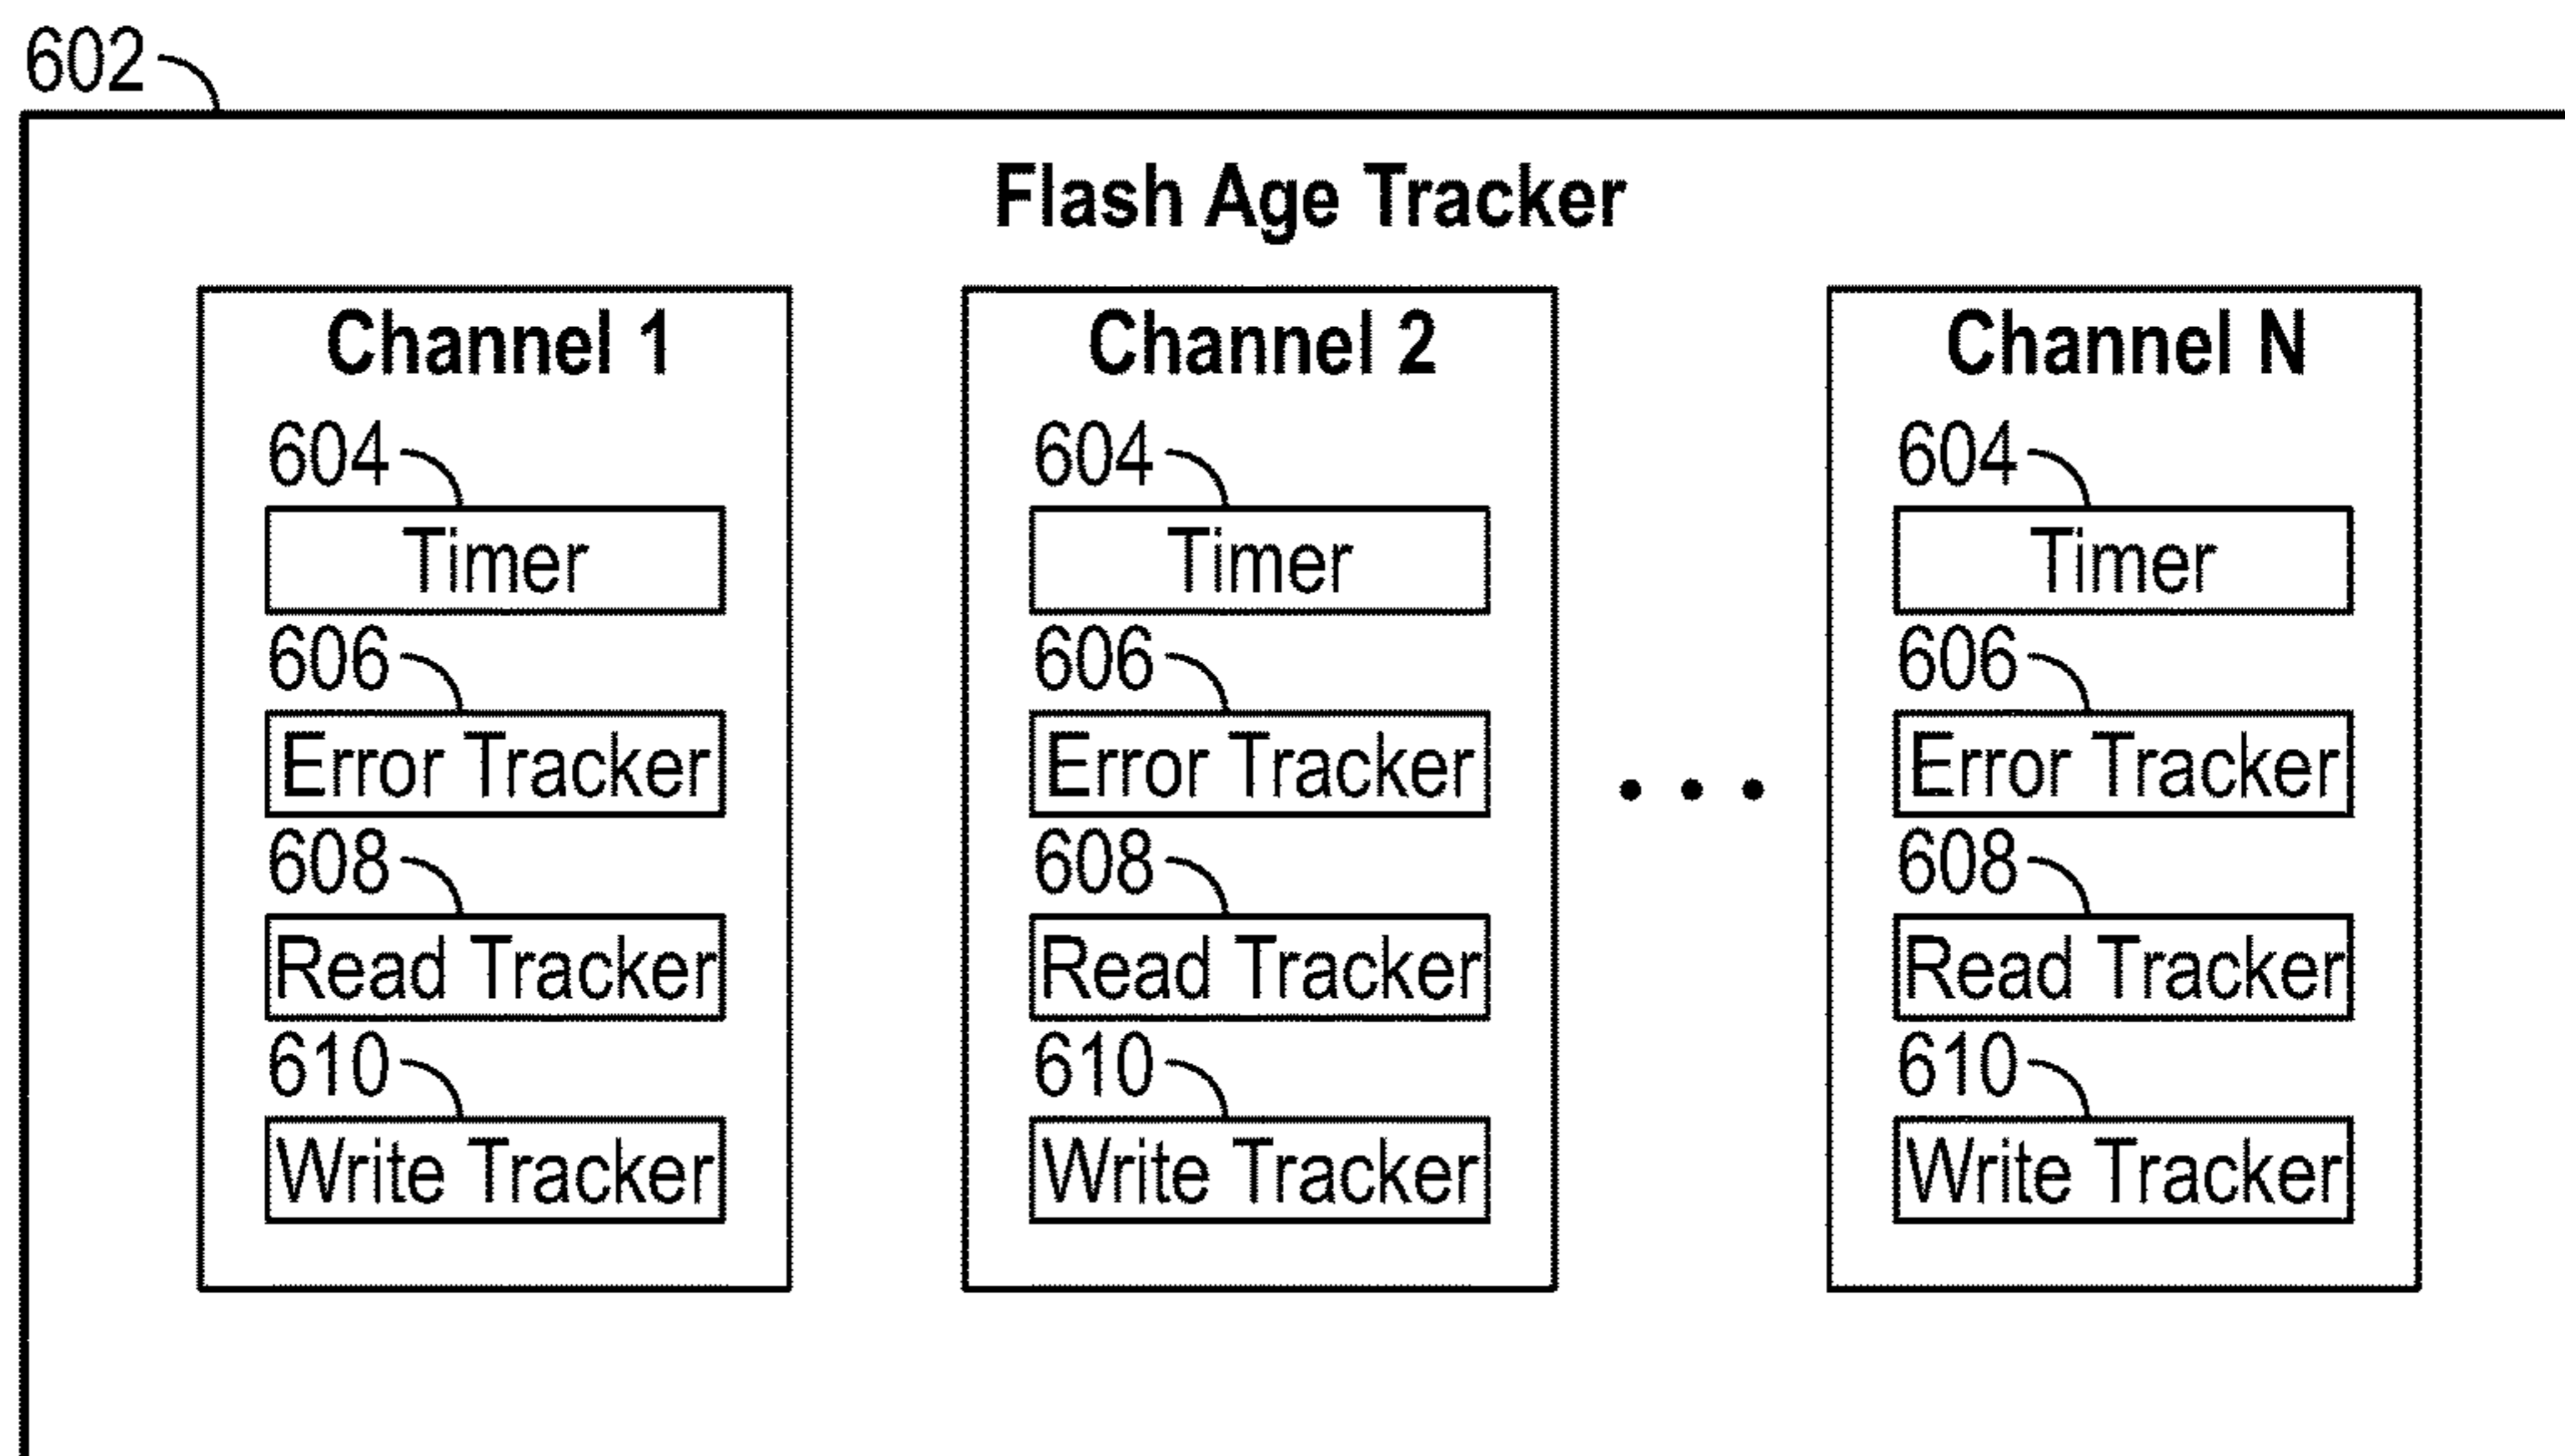 602
Flash Age Tracker
Channel 1
604
Timer
606
Error Tracker
608
Read Tracker
610
Write Tracker
Channel 2
604
Timer
606
Error Tracker
608
Read Tracker
610
Write Tracker
• • •
Channel N
604
Timer
606
Error Tracker
608
Read Tracker
610
Write Tracker